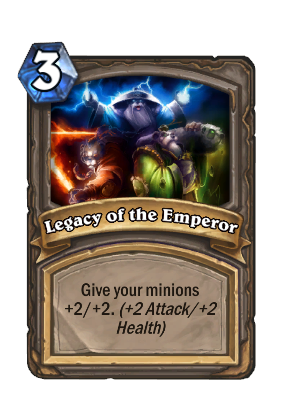 3
Legacy of the Emperor
Give your minions
+2/+2. (+2 Attack/+2
Health)